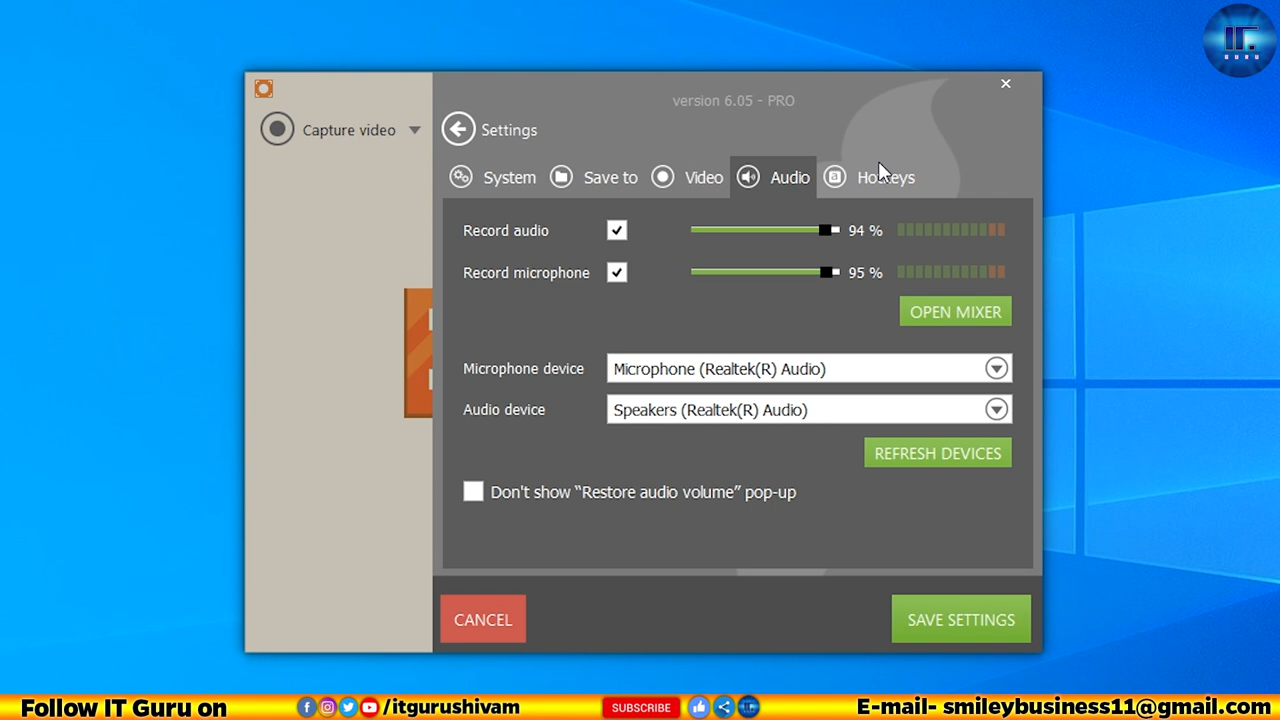 IT.
GURU
version 6.05 - PRO
Capture video
Settings
System
Save to
Video
Audio
Hotkeys
Record audio
94 %
Record microphone
95 %
OPEN MIXER
Microphone device
Microphone (Realtek(R) Audio)
Audio device
Speakers (Realtek(R) Audio)
REFRESH DEVICES
Don't show “Restore audio volume” pop-up
CANCEL
SAVE SETTINGS
Follow IT Guru on
/itgurushivam
SUBSCRIBE
E-mail- smileybusiness11@gmail.com